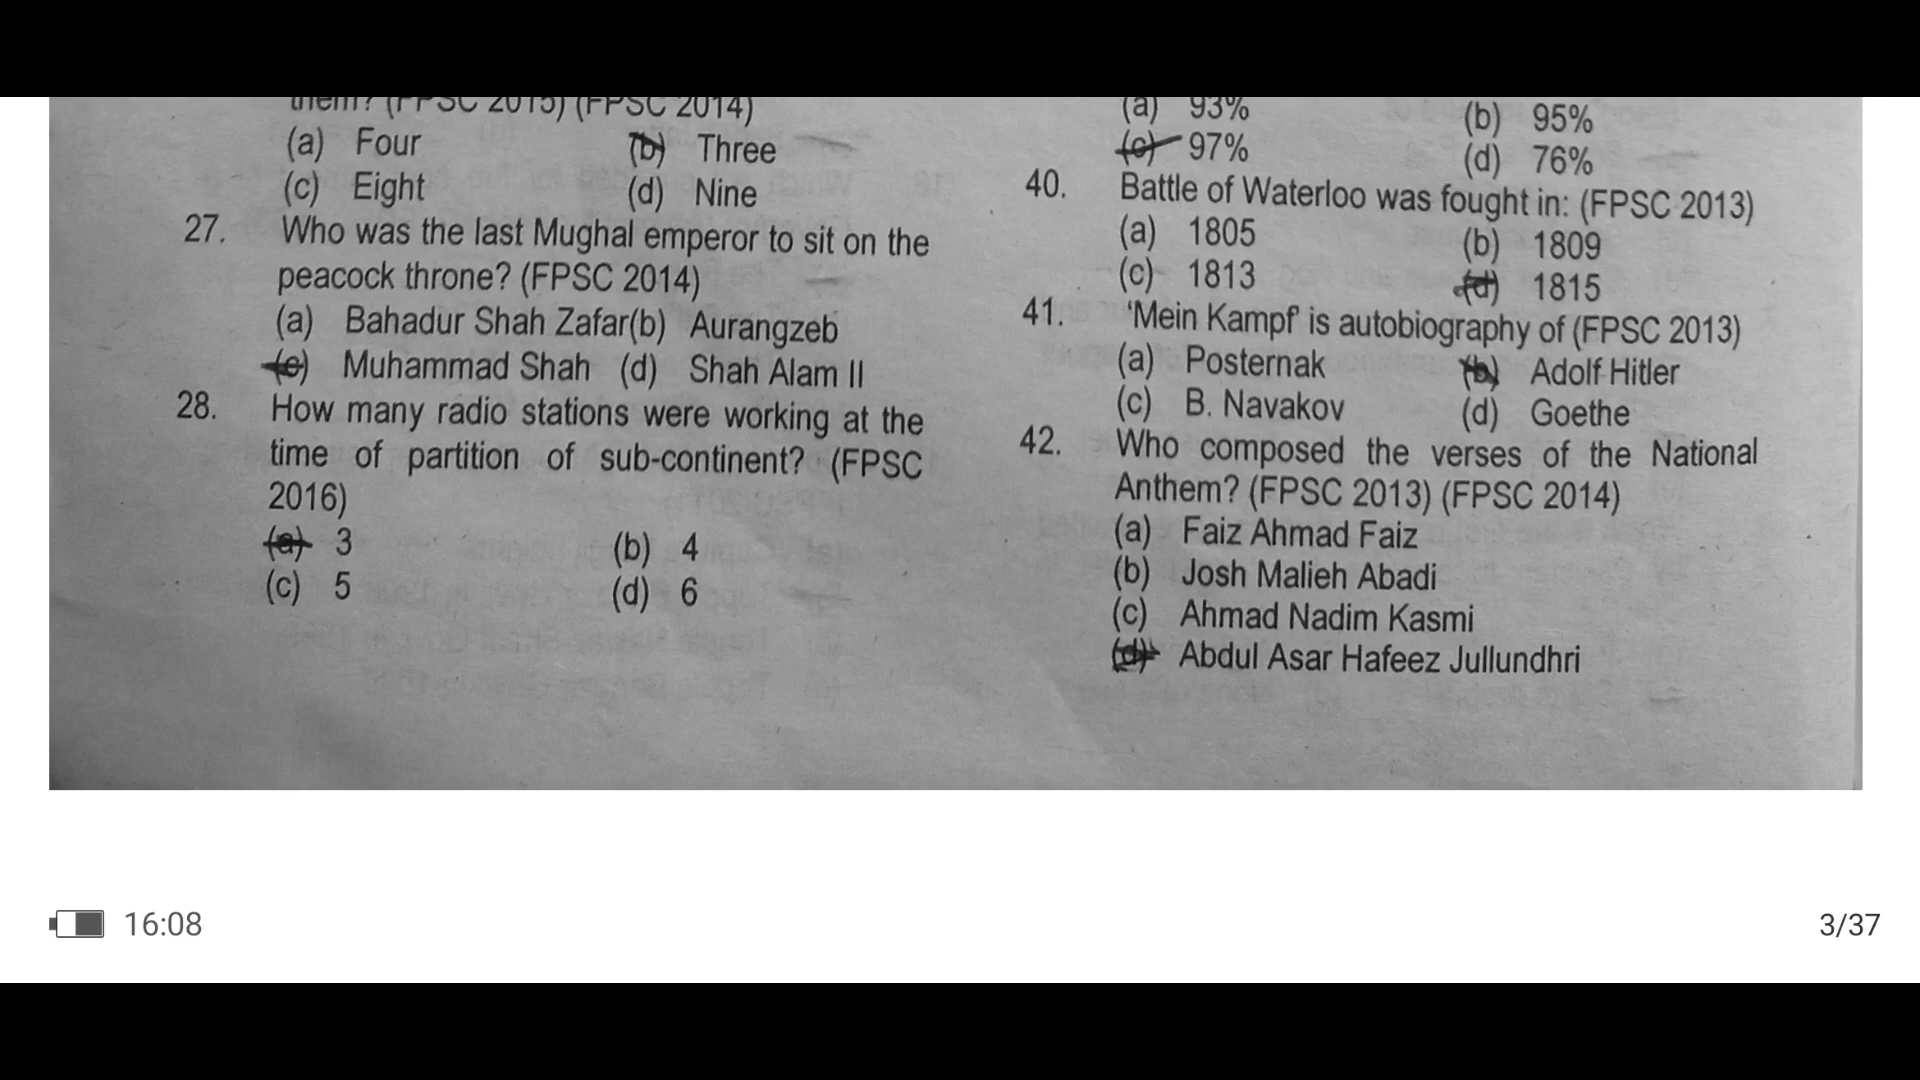 them? (FPSC 2015) (FPSC 2014)
(a) Four (b) Three
(c) Eight (d) Nine
27. Who was the last Mughal emperor to sit on the
peacock throne? (FPSC 2014)
(a) Bahadur Shah Zafar(b) Aurangzeb
(c) Muhammad Shah (d) Shah Alam II
28. How many radio stations were working at the
time of partition of sub-continent? (FPSC
2016)
(a) 3 (b) 4
(c) 5 (d) 6
(a) 93% (b) 95%
(c) 97% (d) 76%
40. Battle of Waterloo was fought in: (FPSC 2013)
(a) 1805 (b) 1809
(c) 1813 (d) 1815
41. 'Mein Kampf' is autobiography of (FPSC 2013)
(a) Posternak (b) Adolf Hitler
(c) B. Navakov (d) Goethe
42. Who composed the verses of the National
Anthem? (FPSC 2013) (FPSC 2014)
(a) Faiz Ahmad Faiz
(b) Josh Malieh Abadi
(c) Ahmad Nadim Kasmi
(d) Abdul Asar Hafeez Jullundhri
16:08
3/37